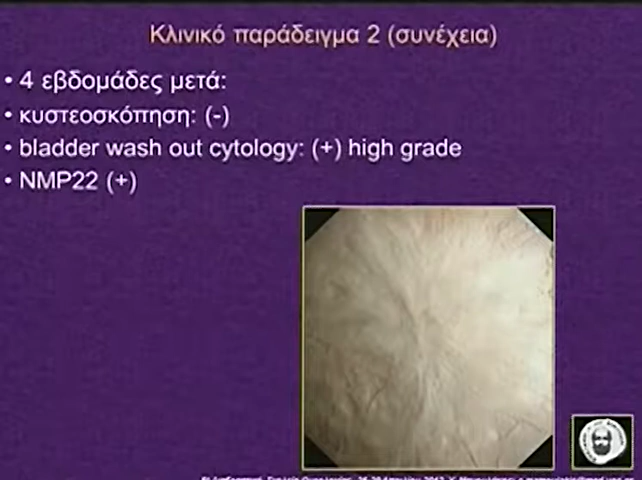 Κλινικό παράδειγμα 2 (συνέχεια)
• 4 εβδομάδες μετά:
• κυστεοσκόπηση: (-)
• bladder wash out cytology: (+) high grade
• NMP22 (+)